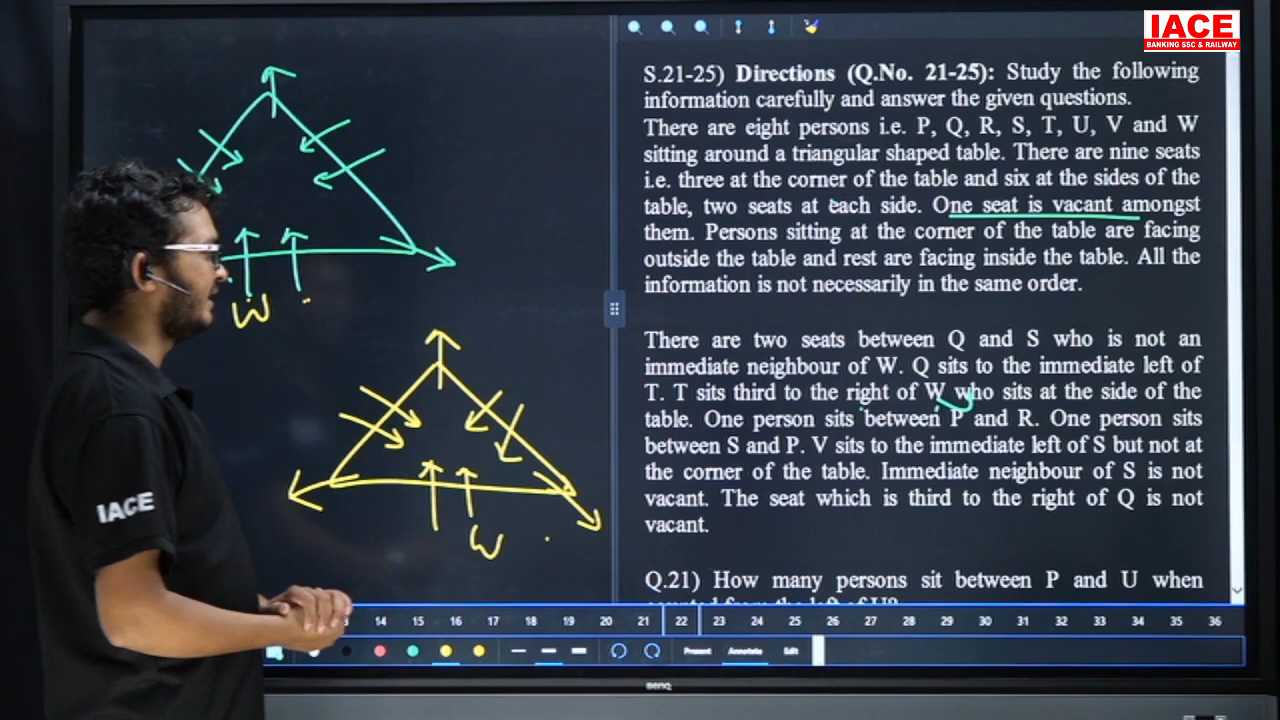 IACE
BANKING SSC & RAILWAY
S.21-25) Directions (Q.No. 21-25): Study the following
information carefully and answer the given questions.
There are eight persons i.e. P, Q, R, S, T, U, V and W
sitting around a triangular shaped table. There are nine seats
i.e. three at the corner of the table and six at the sides of the
table, two seats at each side. One seat is vacant amongst
them. Persons sitting at the corner of the table are facing
outside the table and rest are facing inside the table. All the
information is not necessarily in the same order.
There are two seats between Q and S who is not an
immediate neighbour of W. Q sits to the immediate left of
T. T sits third to the right of W who sits at the side of the
table. One person sits between P and R. One person sits
between S and P. V sits to the immediate left of S but not at
the corner of the table. Immediate neighbour of S is not
vacant. The seat which is third to the right of Q is not
vacant.
Q.21) How many persons sit between P and U when
W
W
IACE
14 15 16 17 18 19 20 21 22 23 24 25 26 27 28 29 30 31 32 33 34 35 36
Present Annotate Edit
BenQ